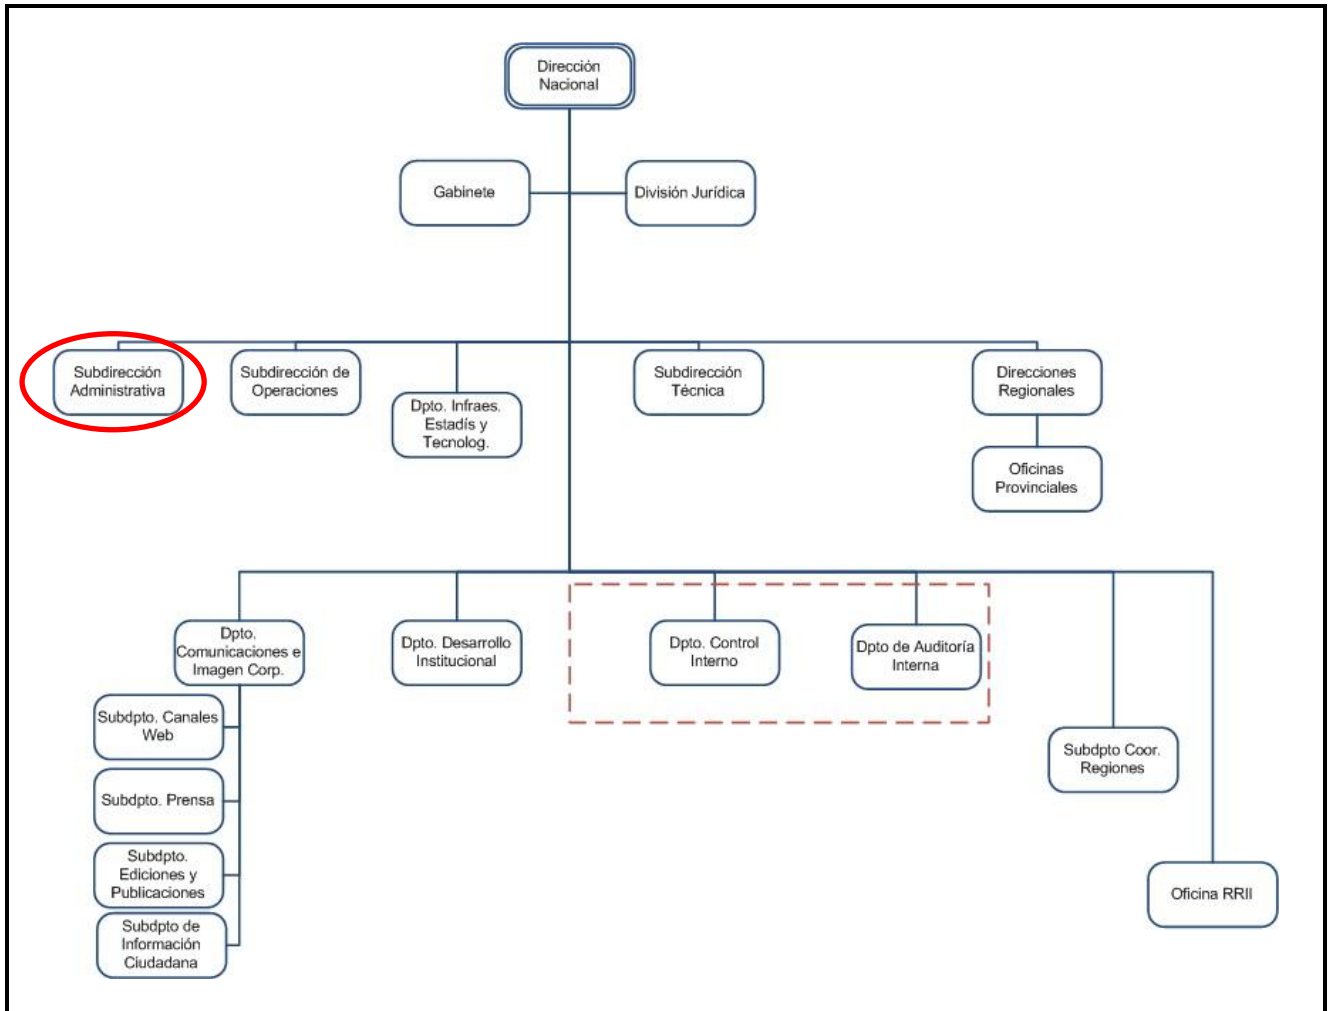 Dirección
Nacional
Gabinete
División Jurídica
Subdirección
Administrativa
Subdirección de
Operaciones
Dpto. Infraes.
Estadís y
Tecnolog.
Subdirección
Técnica
Direcciones
Regionales
Oficinas
Provinciales
Dpto.
Comunicaciones e
Imagen Corp.
Dpto. Desarrollo
Institucional
Dpto. Control
Interno
Dpto de Auditoría
Interna
Subdpto. Canales
Web
Subdpto. Prensa
Subdpto.
Ediciones y
Publicaciones
Subdpto de
Información
Ciudadana
Subdpto Coor.
Regiones
Oficina RRII